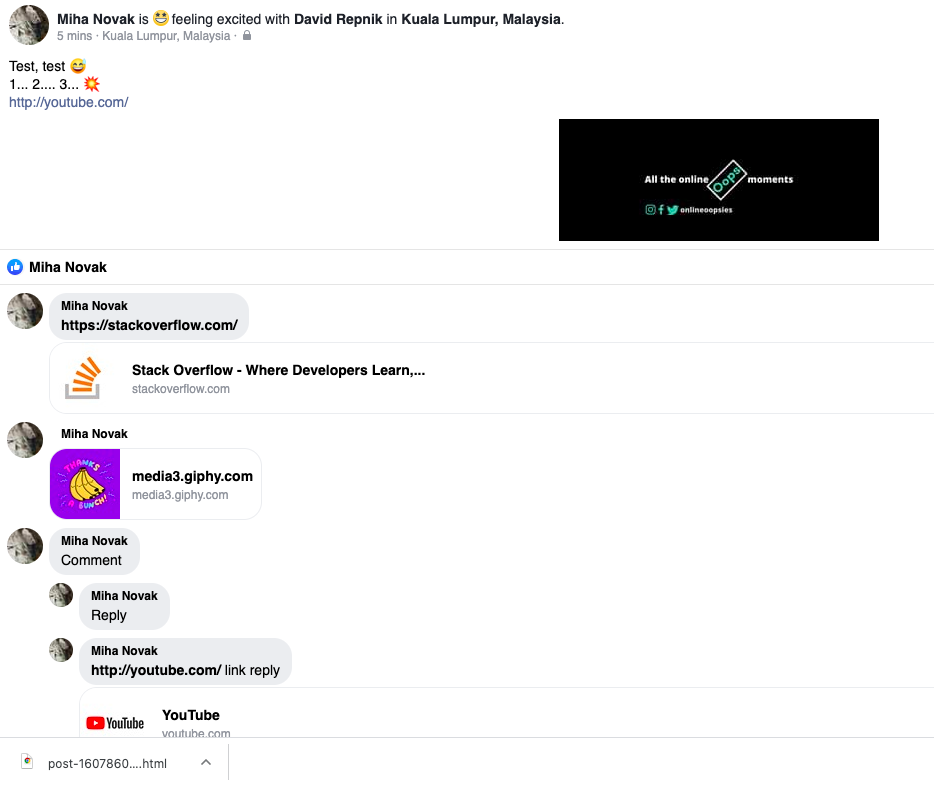 Miha Novak is 😀 feeling excited with David Repnik in Kuala Lumpur, Malaysia.
5 mins · Kuala Lumpur, Malaysia ·
Test, test 😅
1... 2.... 3... 💥
http://youtube.com/
All the online Oops moments
onlineoopsies
Miha Novak
Miha Novak
https://stackoverflow.com/
Stack Overflow - Where Developers Learn,...
stackoverflow.com
Miha Novak
THANKS
A BUNCH!
media3.giphy.com
media3.giphy.com
Miha Novak
Comment
Miha Novak
Reply
Miha Novak
http://youtube.com/ link reply
YouTube
YouTube
youtube.com
post-1607860....html